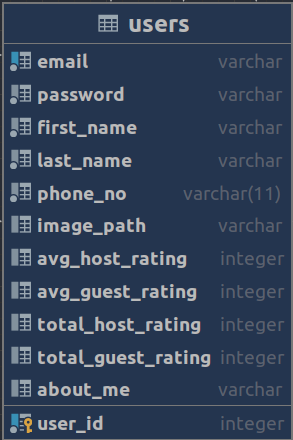 users
email varchar
password varchar
first_name varchar
last_name varchar
phone_no varchar(11)
image_path varchar
avg_host_rating integer
avg_guest_rating integer
total_host_rating integer
total_guest_rating integer
about_me varchar
user_id integer